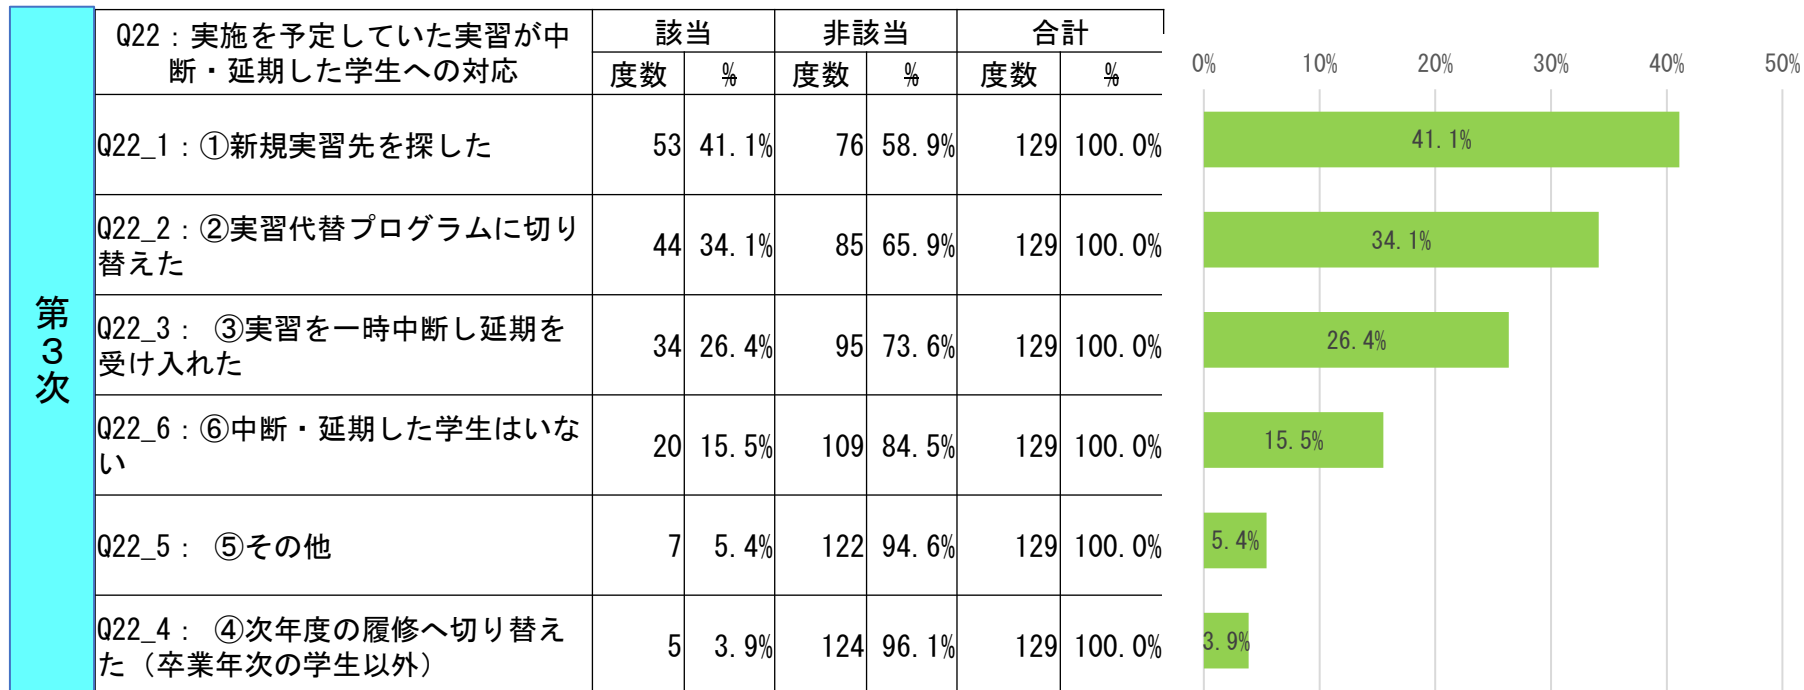 第3次
Q22：実施を予定していた実習が中
断・延期した学生への対応
該当 非該当 合計
度数 % 度数 % 度数 %
Q22_1：①新規実習先を探した 53 41.1% 76 58.9% 129 100.0%
Q22_2：②実習代替プログラムに切り
替えた 44 34.1% 85 65.9% 129 100.0%
Q22_3： ③実習を一時中断し延期を
受け入れた 34 26.4% 95 73.6% 129 100.0%
Q22_6：⑥中断・延期した学生はいな
い 20 15.5% 109 84.5% 129 100.0%
Q22_5： ⑤その他 7 5.4% 122 94.6% 129 100.0%
Q22_4： ④次年度の履修へ切り替え
た（卒業年次の学生以外） 5 3.9% 124 96.1% 129 100.0%
0% 10% 20% 30% 40% 50%
41.1%
34.1%
26.4%
15.5%
5.4%
3.9%